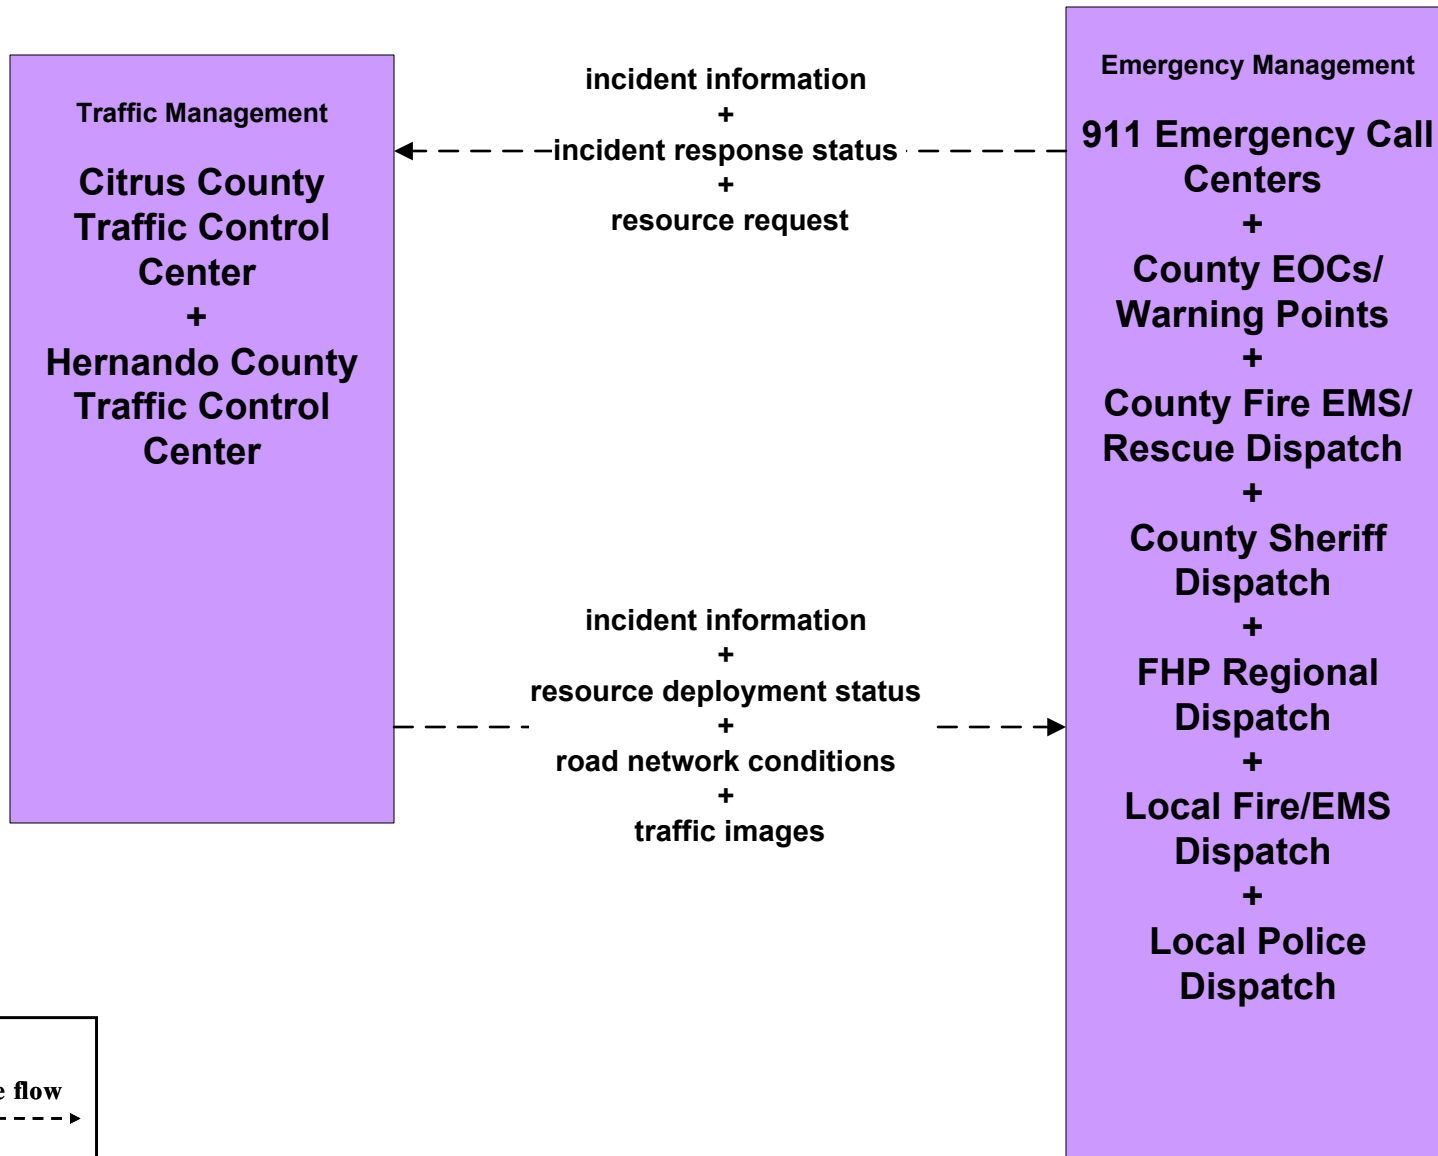 Traffic Management
Citrus County
Traffic Control
Center
+
Hernando County
Traffic Control
Center
incident information
+
incident response status
+
resource request
incident information
+
resource deployment status
+
road network conditions
+
traffic images
Emergency Management
911 Emergency Call
Centers
+
County EOCs/
Warning Points
+
County Fire EMS/
Rescue Dispatch
+
County Sheriff
Dispatch
+
FHP Regional
Dispatch
+
Local Fire/EMS
Dispatch
+
Local Police
Dispatch
flow